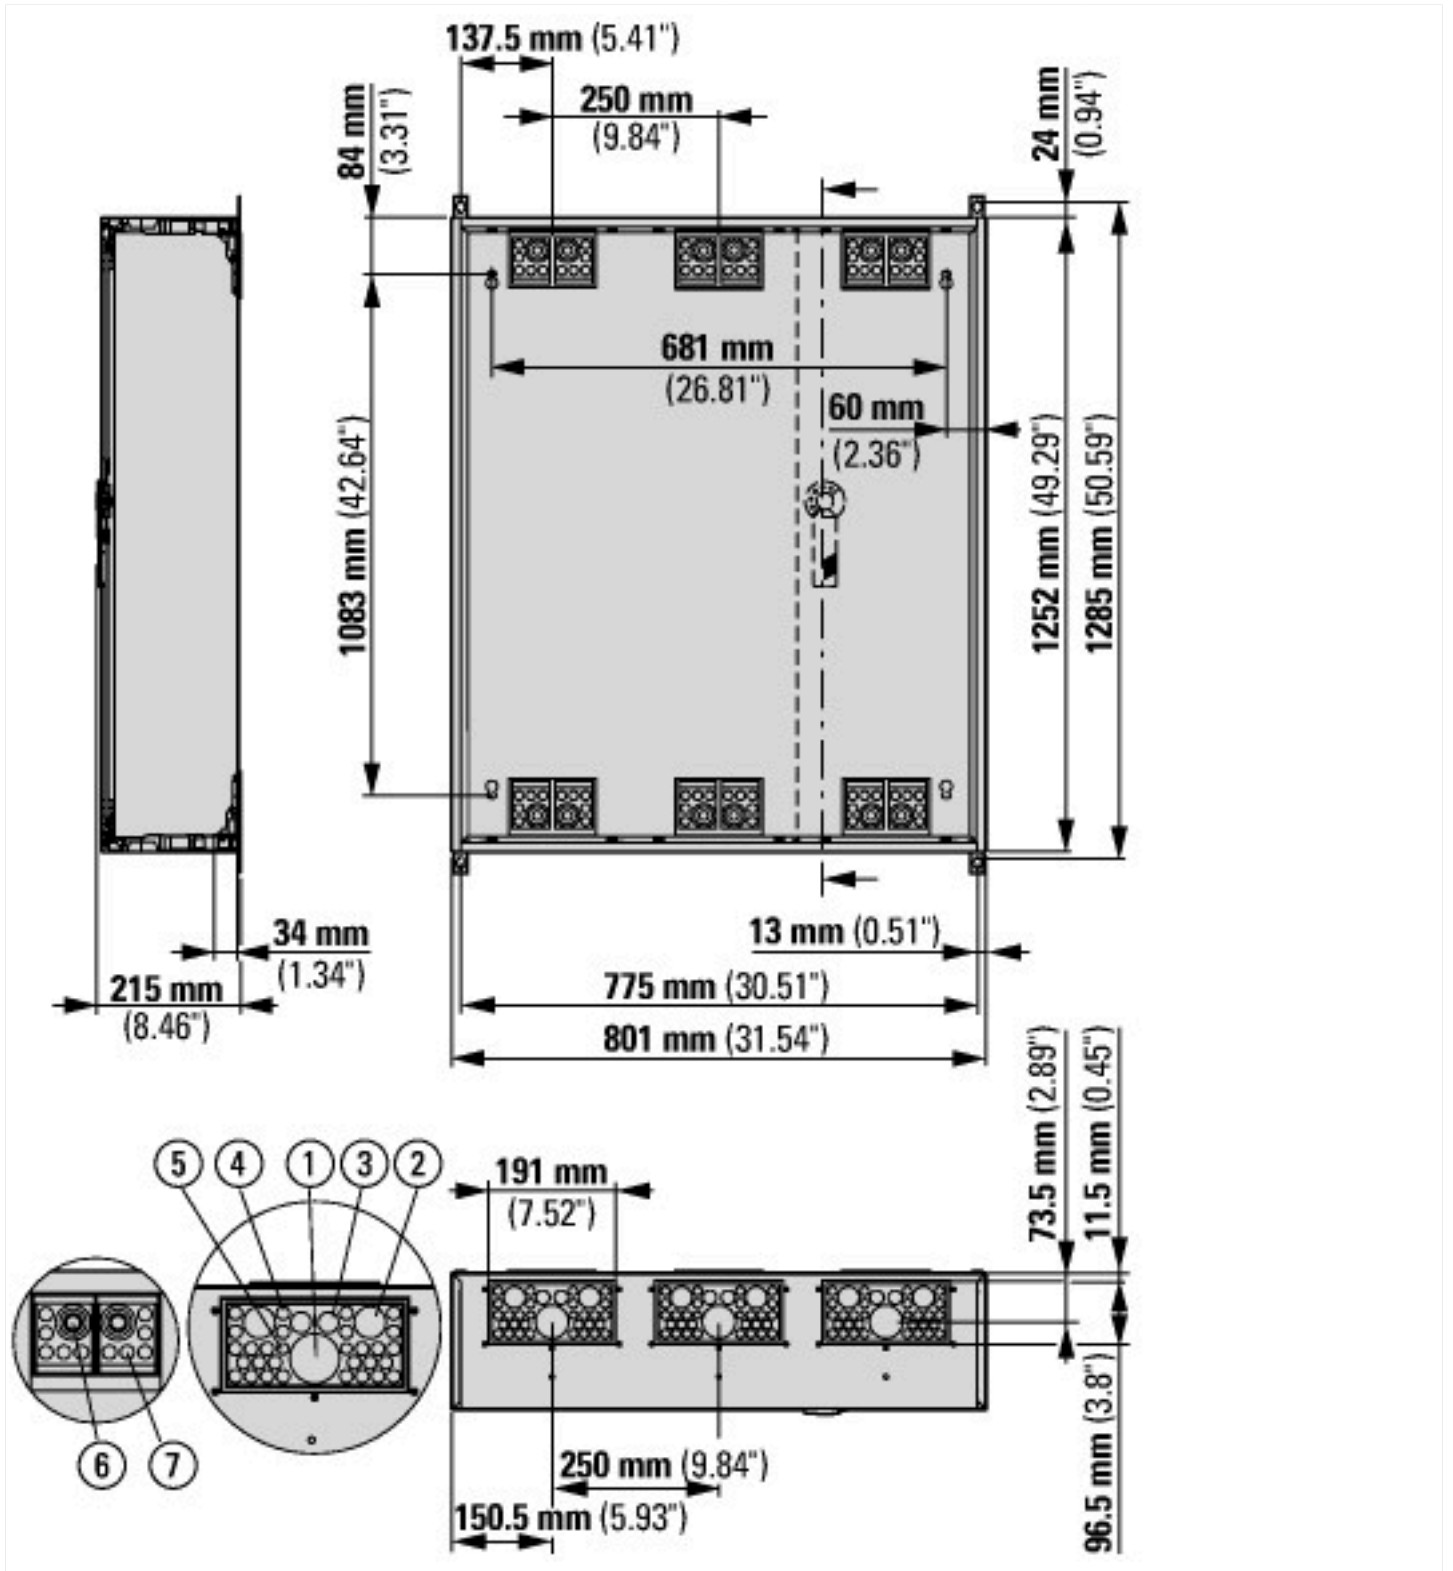 137.5 mm (5.41")
250 mm
(9.84")
84 mm
(3.31")
24 mm
(0.94")
681 mm
(26.81")
60 mm
(2.36")
1083 mm (42.64")
1252 mm (49.29")
1285 mm (50.59")
34 mm
(1.34")
215 mm
(8.46")
13 mm (0.51")
775 mm (30.51")
801 mm (31.54")
73.5 mm (2.89")
11.5 mm (0.45")
5 4 1 3 2
191 mm
(7.52")
6 7
250 mm (9.84")
150.5 mm (5.93")
96.5 mm (3.8")